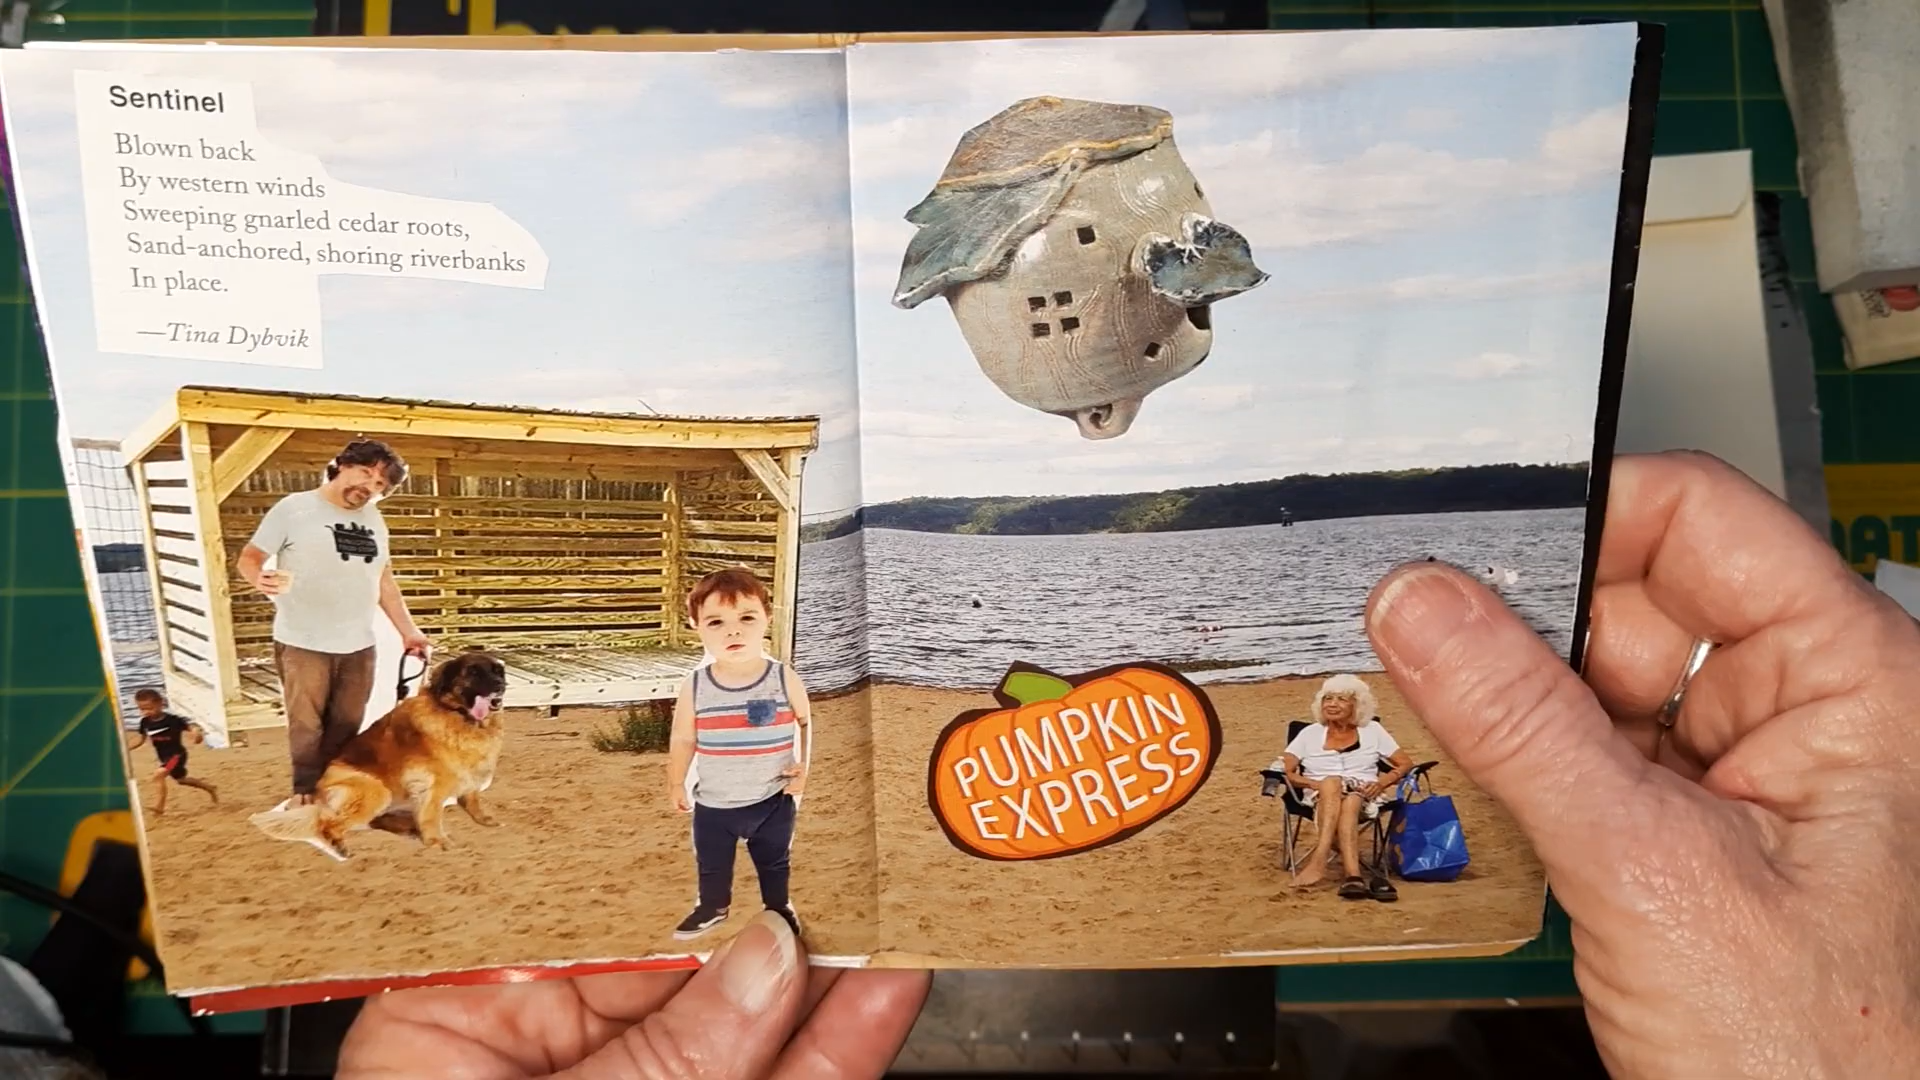 Sentinel
Blown back
By western winds
Sweeping gnarled cedar roots,
Sand-anchored, shoring riverbanks
In place.
—Tina Dybvik
PUMPKIN
EXPRESS